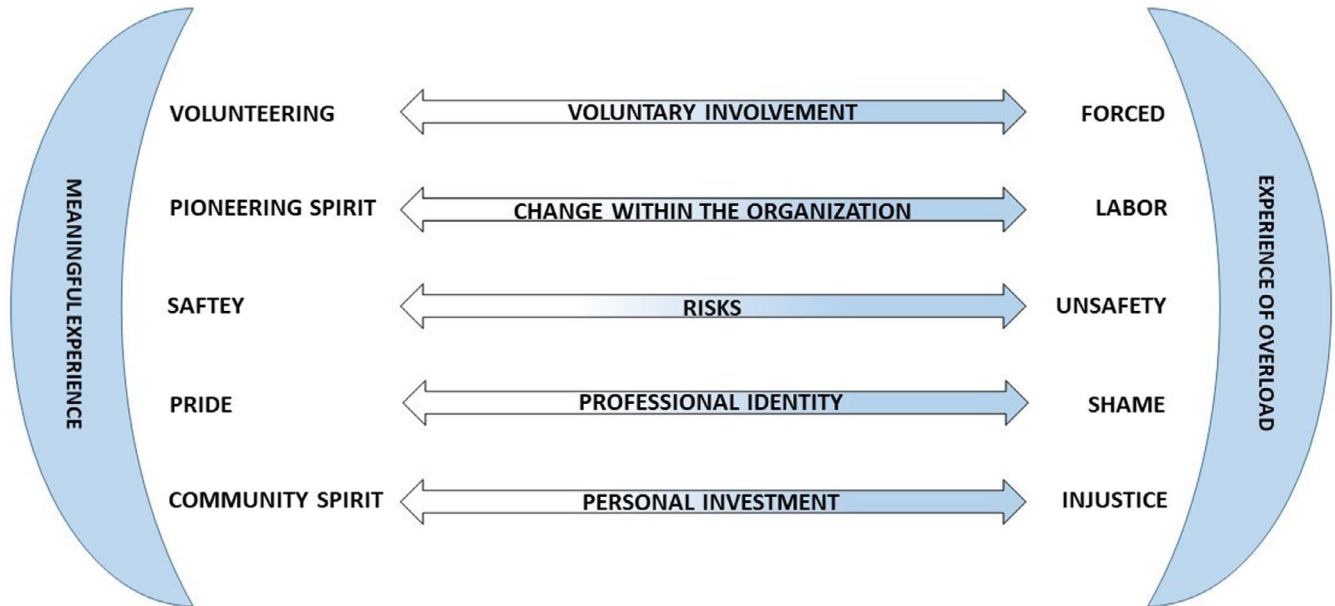 MEANINGFUL EXPERIENCE
VOLUNTEERING VOLUNTARY INVOLVEMENT FORCED
PIONEERING SPIRIT CHANGE WITHIN THE ORGANIZATION LABOR
SAFTEY RISKS UNSAFETY
PRIDE PROFESSIONAL IDENTITY SHAME
COMMUNITY SPIRIT PERSONAL INVESTMENT INJUSTICE
EXPERIENCE OF OVERLOAD